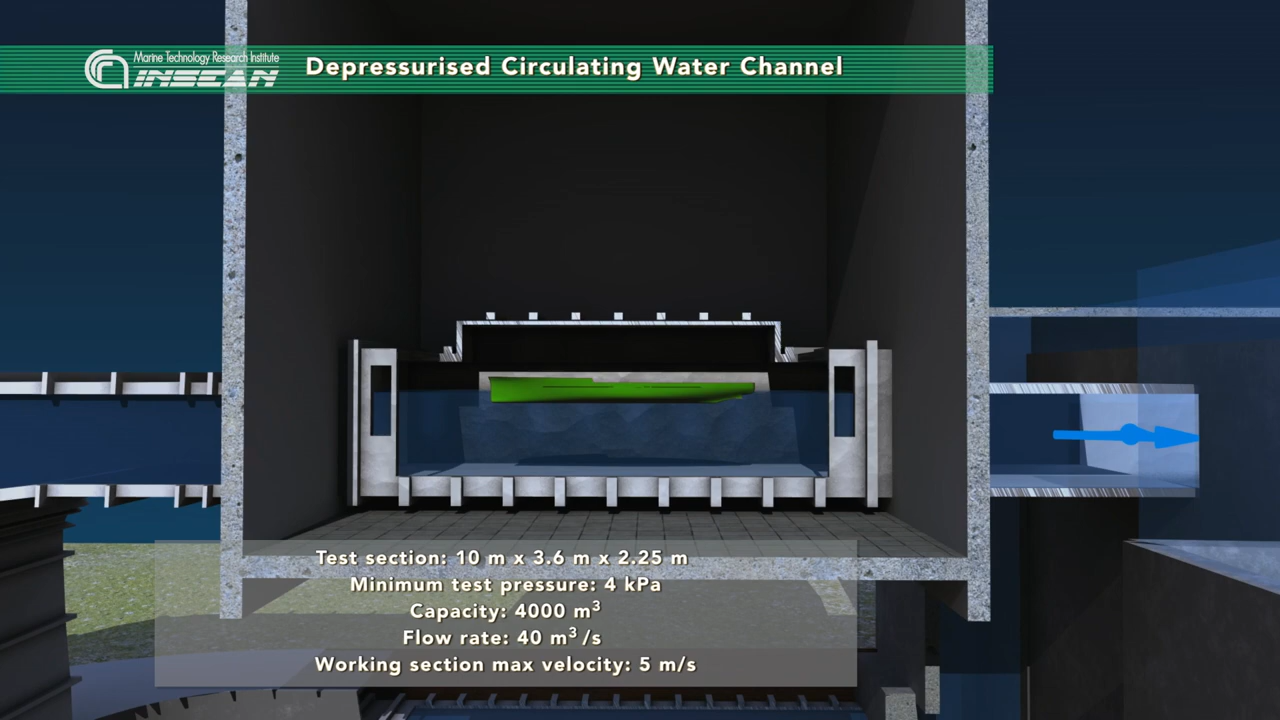 Marine Technology Research Institute
INSEAN
Depressurised Circulating Water Channel
Test section: 10 m x 3.6 m x 2.25 m
Minimum test pressure: 4 kPa
Capacity: 4000 m³
Flow rate: 40 m³ /s
Working section max velocity: 5 m/s